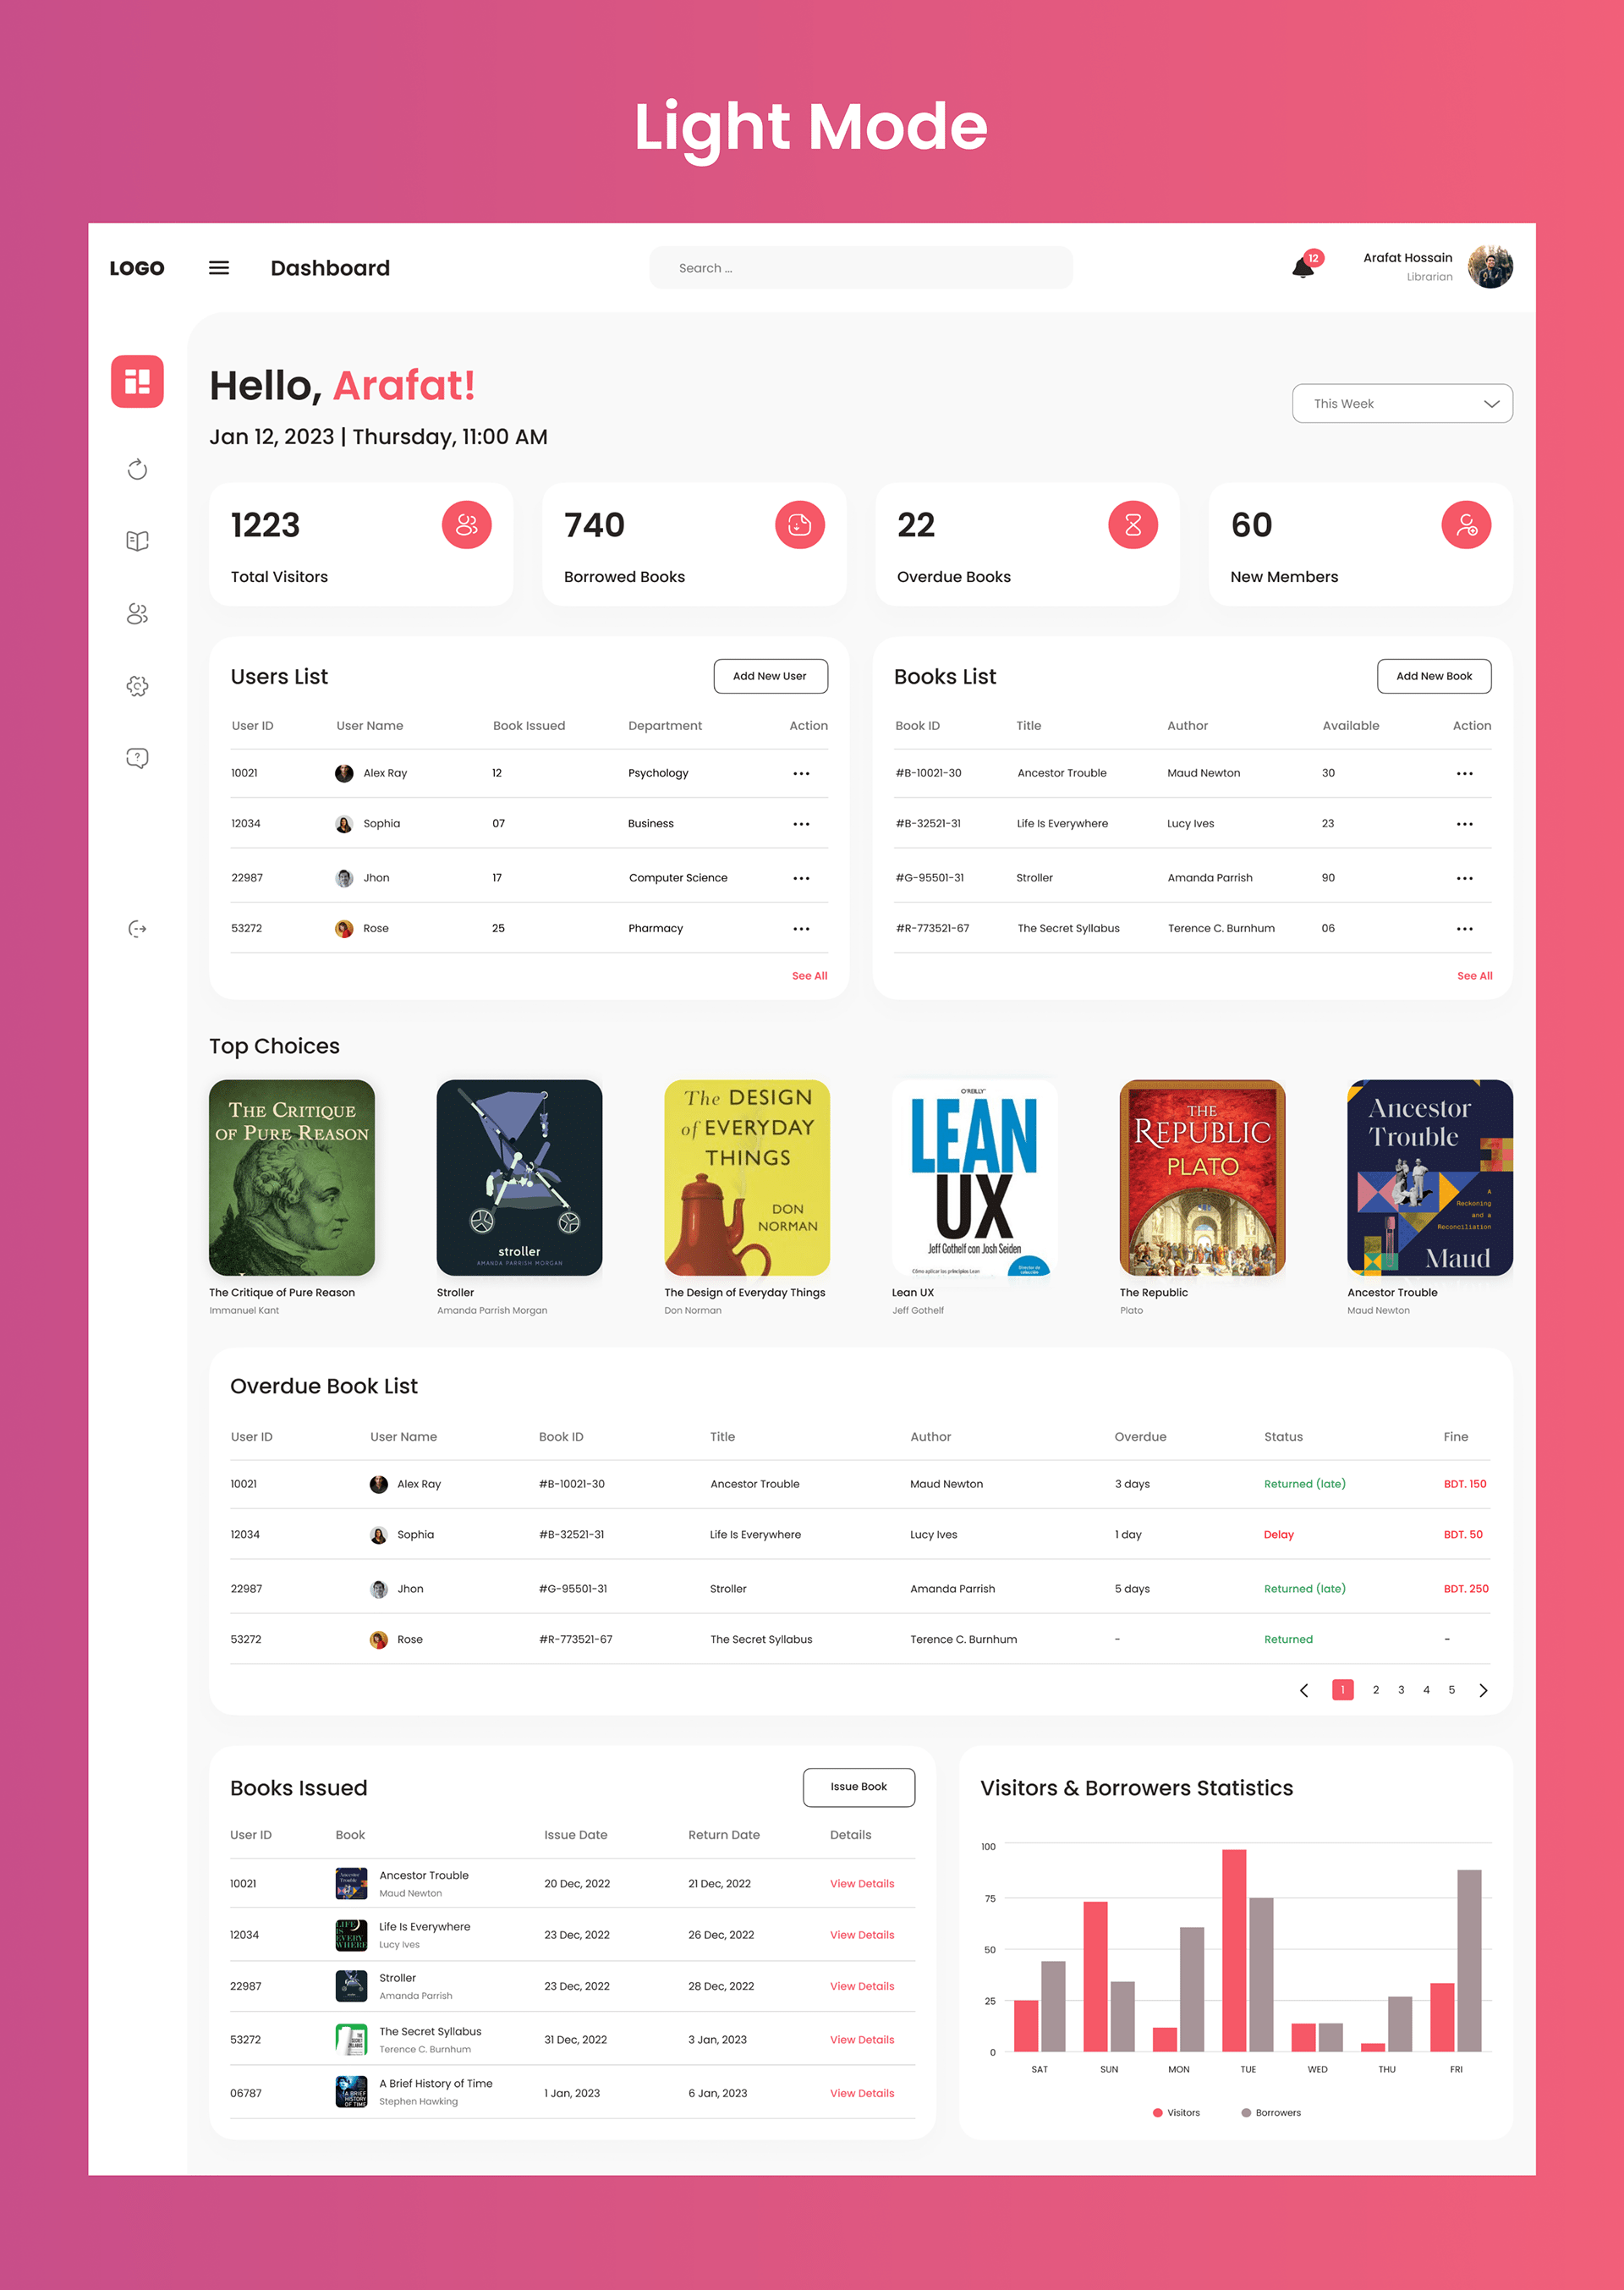 Light Mode
LOGO
Dashboard
Search ...
12
Arafat Hossain
Librarian
Hello, Arafat!
Jan 12, 2023 | Thursday, 11:00 AM
This Week
1223
Total Visitors
740
Borrowed Books
22
Overdue Books
60
New Members
Users List
Add New User
User ID User Name Book Issued Department Action
10021 Alex Ray 12 Psychology
12034 Sophia 07 Business
22987 Jhon 17 Computer Science
53272 Rose 25 Pharmacy
See All
Books List
Add New Book
Book ID Title Author Available Action
#B-10021-30 Ancestor Trouble Maud Newton 30
#B-32521-31 Life Is Everywhere Lucy Ives 23
#G-95501-31 Stroller Amanda Parrish 90
#R-773521-67 The Secret Syllabus Terence C. Burnhum 06
See All
Top Choices
THE CRITIQUE
OF PURE REASON
The Critique of Pure Reason
Immanuel Kant
stroller
AMANDA PARRISH MORGAN
Stroller
Amanda Parrish Morgan
The DESIGN
of EVERYDAY
THINGS
DON
NORMAN
The Design of Everyday Things
Don Norman
O'REILLY
LEAN
UX
Jeff Gothelf con Josh Seiden
Cómo aplicar los principios Lean
Director de
colección
Lean UX
Jeff Gothelf
THE
REPUBLIC
PLATO
The Republic
Plato
Ancestor
Trouble
A
Reckoning
and a
Reconciliation
Maud
Ancestor Trouble
Maud Newton
Overdue Book List
User ID User Name Book ID Title Author Overdue Status Fine
10021 Alex Ray #B-10021-30 Ancestor Trouble Maud Newton 3 days Returned (late) BDT. 150
12034 Sophia #B-32521-31 Life Is Everywhere Lucy Ives 1 day Delay BDT. 50
22987 Jhon #G-95501-31 Stroller Amanda Parrish 5 days Returned (late) BDT. 250
53272 Rose #R-773521-67 The Secret Syllabus Terence C. Burnhum - Returned -
1 2 3 4 5
Books Issued
Issue Book
User ID Book Issue Date Return Date Details
10021 Ancestor Trouble 20 Dec, 2022 21 Dec, 2022 View Details
Maud Newton
12034 Life Is Everywhere 23 Dec, 2022 26 Dec, 2022 View Details
Lucy Ives
22987 Stroller 23 Dec, 2022 28 Dec, 2022 View Details
Amanda Parrish
53272 The Secret Syllabus 31 Dec, 2022 3 Jan, 2023 View Details
Terence C. Burnhum
06787 A Brief History of Time 1 Jan, 2023 6 Jan, 2023 View Details
Stephen Hawking
Visitors & Borrowers Statistics
100
75
50
25
0
SAT SUN MON TUE WED THU FRI
Visitors Borrowers